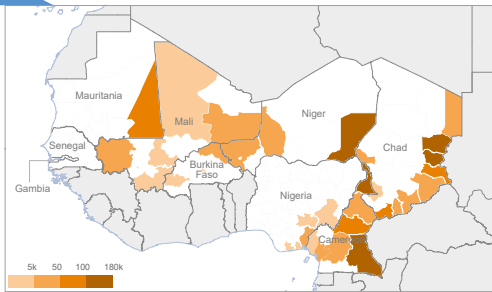 Mauritania
Mali
Niger
Senegal
Chad
Burkina
Faso
Gambia
Nigeria
Cameroon
5k 50 100 180k